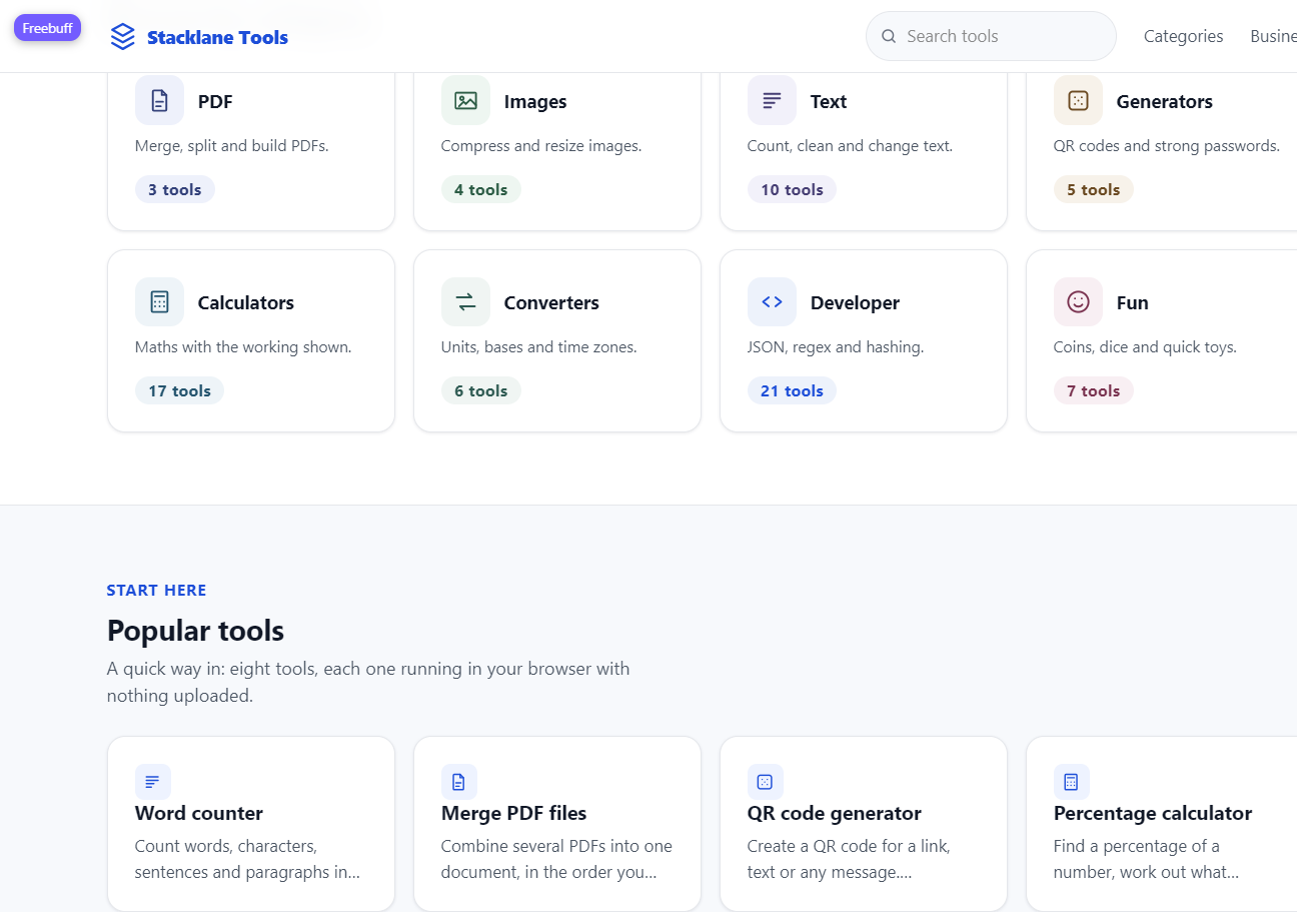 Freebuff
Stacklane Tools
Search tools
Categories
Busine
PDF
Merge, split and build PDFs.
3 tools
Images
Compress and resize images.
4 tools
Text
Count, clean and change text.
10 tools
Generators
QR codes and strong passwords.
5 tools
Calculators
Maths with the working shown.
17 tools
Converters
Units, bases and time zones.
6 tools
Developer
JSON, regex and hashing.
21 tools
Fun
Coins, dice and quick toys.
7 tools
START HERE
Popular tools
A quick way in: eight tools, each one running in your browser with
nothing uploaded.
Word counter
Count words, characters,
sentences and paragraphs in...
Merge PDF files
Combine several PDFs into one
document, in the order you...
QR code generator
Create a QR code for a link,
text or any message....
Percentage calculator
Find a percentage of a
number, work out what...